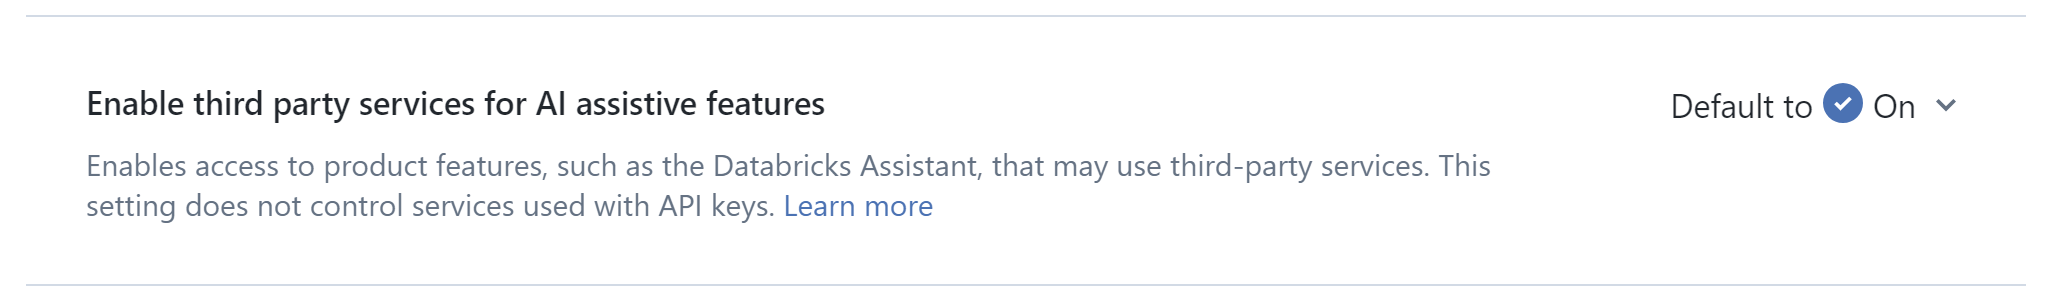 Enable third party services for AI assistive features
Default to On
Enables access to product features, such as the Databricks Assistant, that may use third-party services. This
setting does not control services used with API keys. Learn more